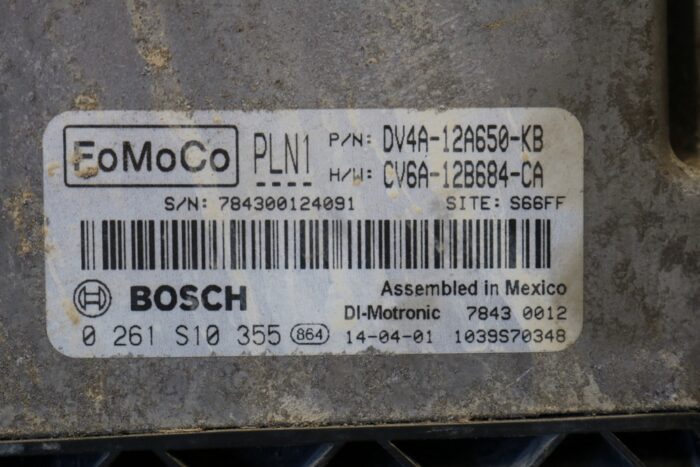 FoMoCo PLN1 P/N: DV4A-12A650-KB
H/W: CV6A-12B684-CA
S/N: 784300124091 SITE: S66FF
BOSCH Assembled in Mexico
DI-Motronic 7843 0012
0 261 S10 355 864 14-04-01 1039S70348